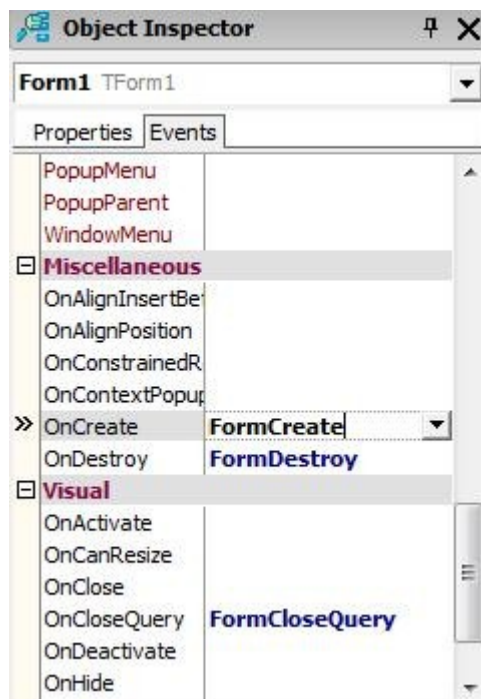 Object Inspector
Form1 TForm1
Properties Events
PopupMenu
PopupParent
WindowMenu
Miscellaneous
OnAlignInsertBe
OnAlignPosition
OnConstrainedR
OnContextPopup
OnCreate FormCreate
OnDestroy FormDestroy
Visual
OnActivate
OnCanResize
OnClose
OnCloseQuery FormCloseQuery
OnDeactivate
OnHide